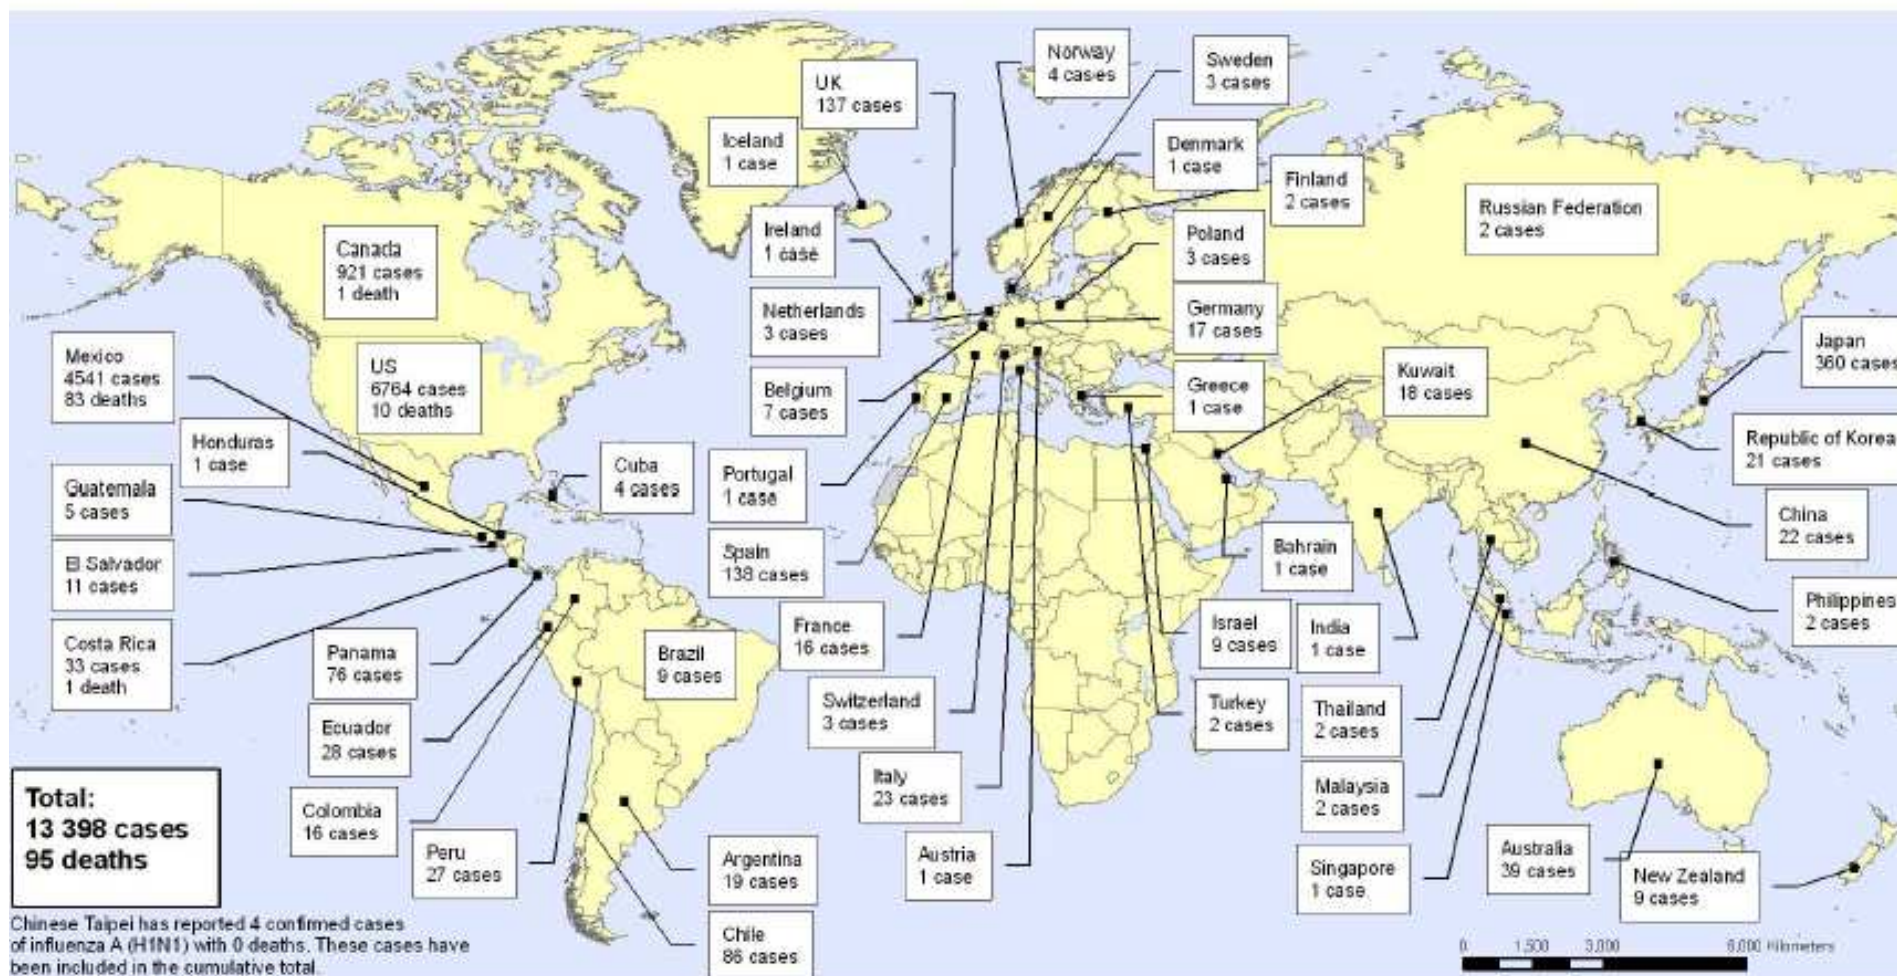 Norway
4 cases
Sweden
3 cases
UK
137 cases
Iceland
1 case
Denmark
1 case
Finland
2 cases
Russian Federation
2 cases
Ireland
1 case
Poland
3 cases
Canada
921 cases
1 death
Netherlands
3 cases
Germany
17 cases
Mexico
4541 cases
83 deaths
US
6764 cases
10 deaths
Japan
360 cases
Kuwait
18 cases
Belgium
7 cases
Greece
1 case
Honduras
1 case
Republic of Korea
21 cases
Cuba
4 cases
Portugal
1 case
Guatemala
5 cases
China
22 cases
Spain
138 cases
Bahrain
1 case
El Salvador
11 cases
Philippines
2 cases
Costa Rica
33 cases
1 death
Panama
76 cases
Brazil
9 cases
France
16 cases
Israel
9 cases
India
1 case
Switzerland
3 cases
Turkey
2 cases
Thailand
2 cases
Ecuador
28 cases
Italy
23 cases
Malaysia
2 cases
Total:
13 398 cases
95 deaths
Colombia
16 cases
Peru
27 cases
Argentina
19 cases
Austria
1 case
Singapore
1 case
Australia
39 cases
New Zealand
9 cases
Chile
86 cases
Chinese Taipei has reported 4 confirmed cases
of influenza A (H1N1) with 0 deaths. These cases have
been included in the cumulative total.
0 1,500 3,000 6,000 Kilometers